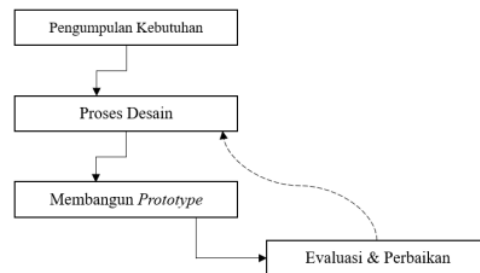 Pengumpulan Kebutuhan
Proses Desain
Membangun Prototype
Evaluasi & Perbaikan